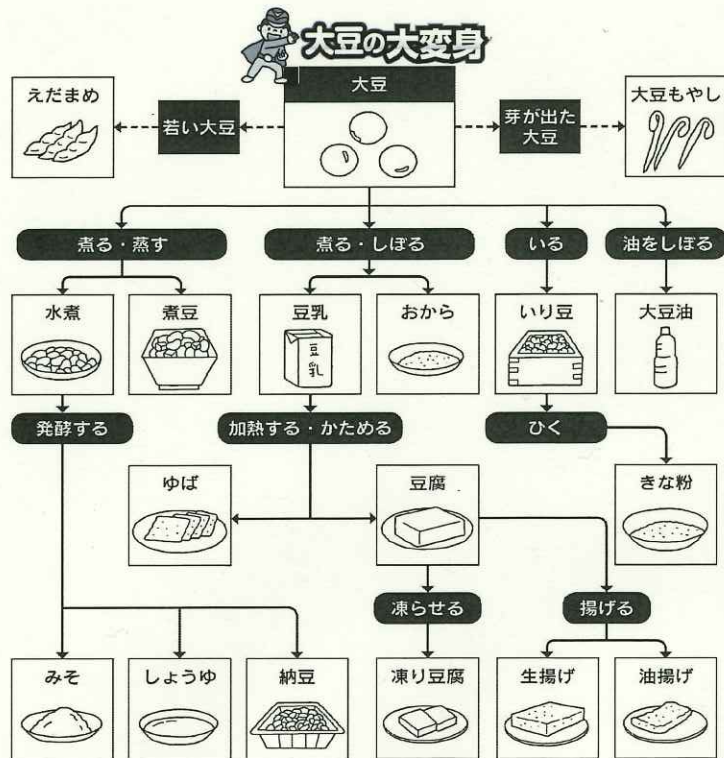 大豆の大変身
大豆
えだまめ
若い大豆
芽が出た
大豆
大豆もやし
煮る・蒸す
煮る・しぼる
いる
油をしぼる
水煮
煮豆
豆乳
豆乳
おから
いり豆
大豆油
発酵する
加熱する・かためる
ひく
ゆば
豆腐
きな粉
凍らせる
揚げる
みそ
しょうゆ
納豆
凍り豆腐
生揚げ
油揚げ